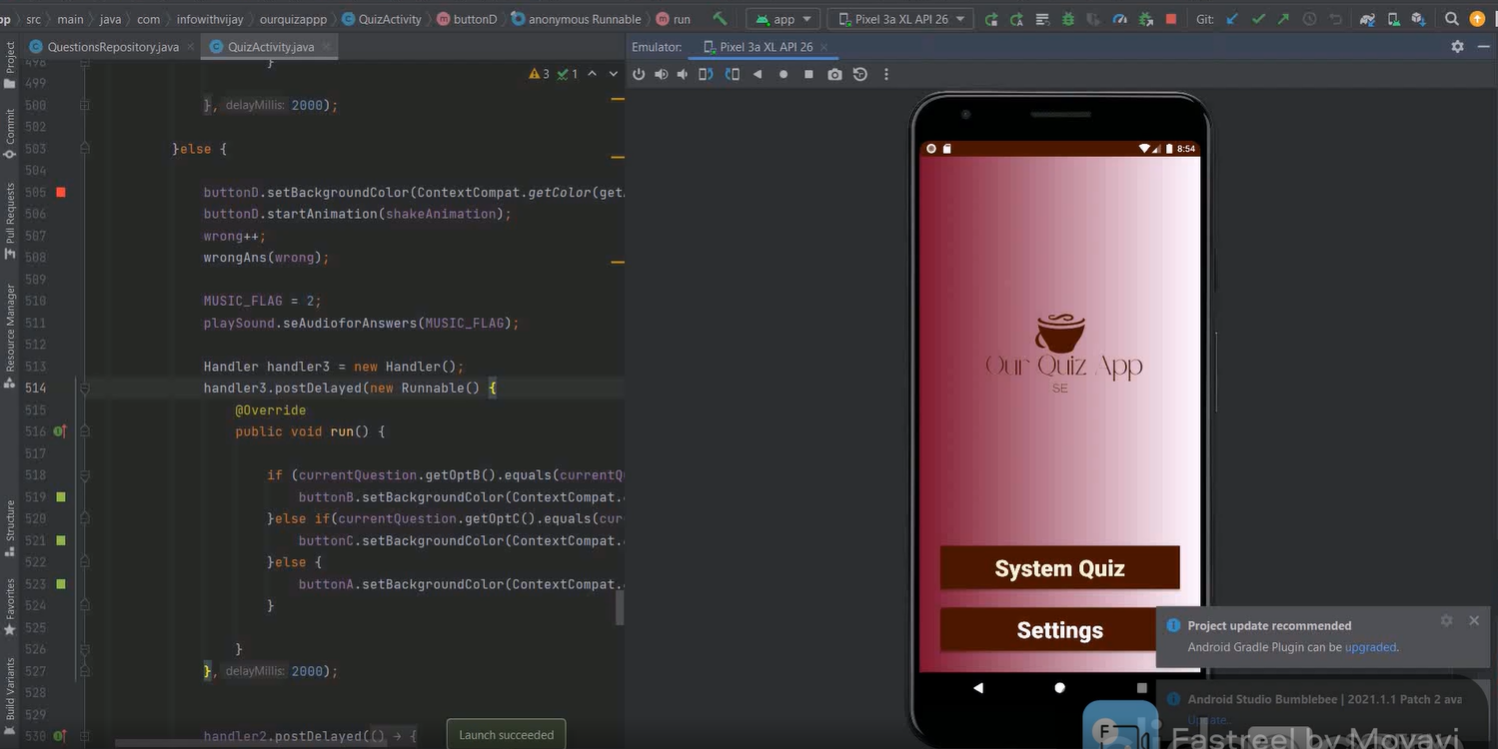 src main java com infowithvijay ourquizappp QuizActivity buttonD anonymous Runnable run app Pixel 3a XL API 26 Git:
QuestionsRepository.java QuizActivity.java Emulator: Pixel 3a XL API 26
Project
Commit
Pull Requests
Resource Manager
Structure
Favorites
Build Variants
3 1
498 }
499
500 }, delayMillis: 2000);
502
503 }else {
504
505 buttonD.setBackgroundColor(ContextCompat.getColor(get
506 buttonD.startAnimation(shakeAnimation);
507 wrong++;
508 wrongAns(wrong);
509
510 MUSIC_FLAG = 2;
511 playSound.seAudioforAnswers(MUSIC_FLAG);
512
513 Handler handler3 = new Handler();
514 handler3.postDelayed(new Runnable() {
515 @Override
516 public void run() {
517
518 if (currentQuestion.getOptB().equals(currentQ
519 buttonB.setBackgroundColor(ContextCompat.
520 }else if(currentQuestion.getOptC().equals(cur
521 buttonC.setBackgroundColor(ContextCompat.
522 }else {
523 buttonA.setBackgroundColor(ContextCompat.
524 }
525
526 }
527 }, delayMillis: 2000);
528
529
530 handler2.postDelayed(() → {
Launch succeeded
8:54
Our Quiz App
SE
System Quiz
Settings
Project update recommended
Android Gradle Plugin can be upgraded.
Android Studio Bumblebee | 2021.1.1 Patch 2 ava
Update...
F
Fastreel by Movavi